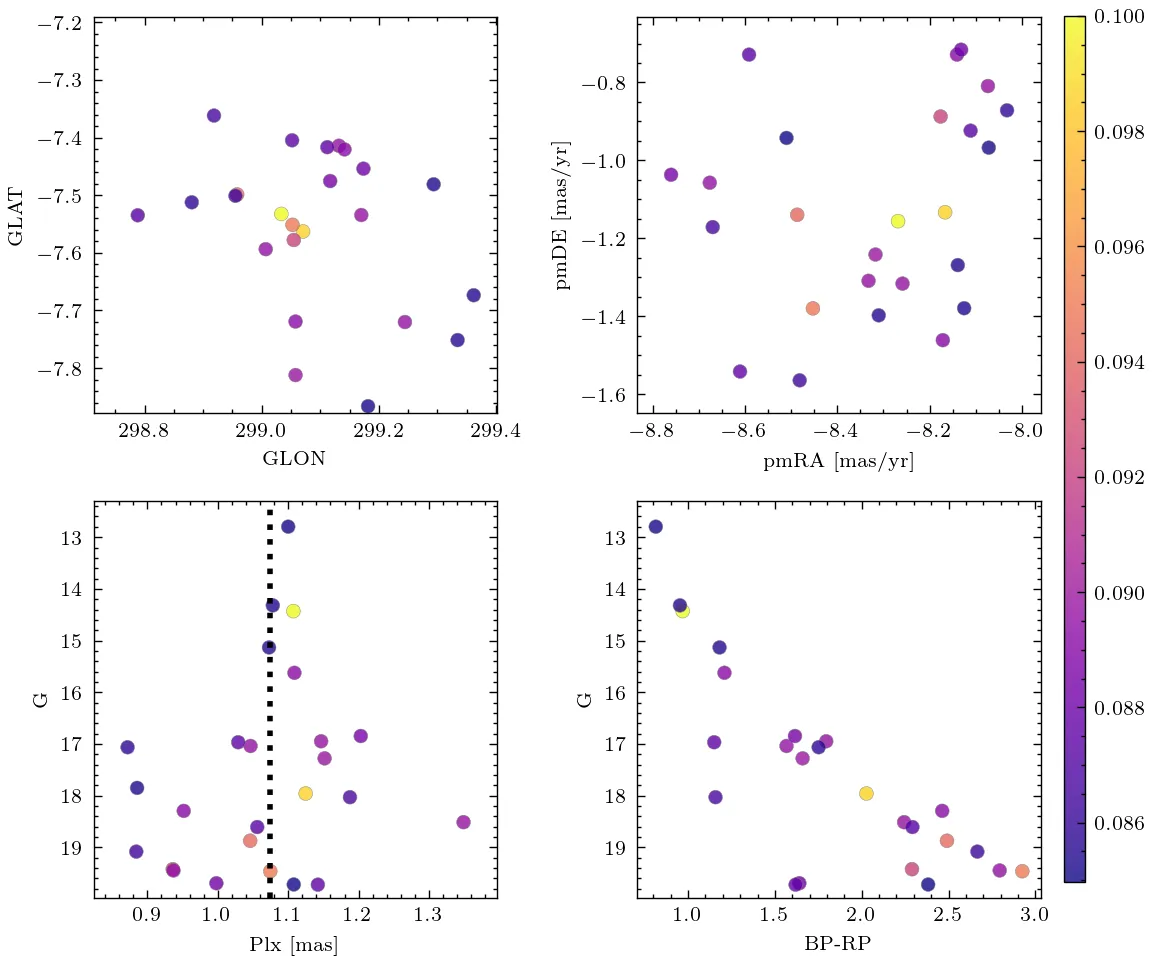 −7.2
−7.3
−7.4
−7.5
−7.6
−7.7
−7.8
GLAT
298.8 299.0 299.2 299.4
GLON
−0.8
−1.0
−1.2
−1.4
−1.6
pmDE [mas/yr]
−8.8 −8.6 −8.4 −8.2 −8.0
pmRA [mas/yr]
13
14
15
16
17
18
19
G
0.9 1.0 1.1 1.2 1.3
Plx [mas]
13
14
15
16
17
18
19
G
1.0 1.5 2.0 2.5 3.0
BP-RP
0.100
0.098
0.096
0.094
0.092
0.090
0.088
0.086